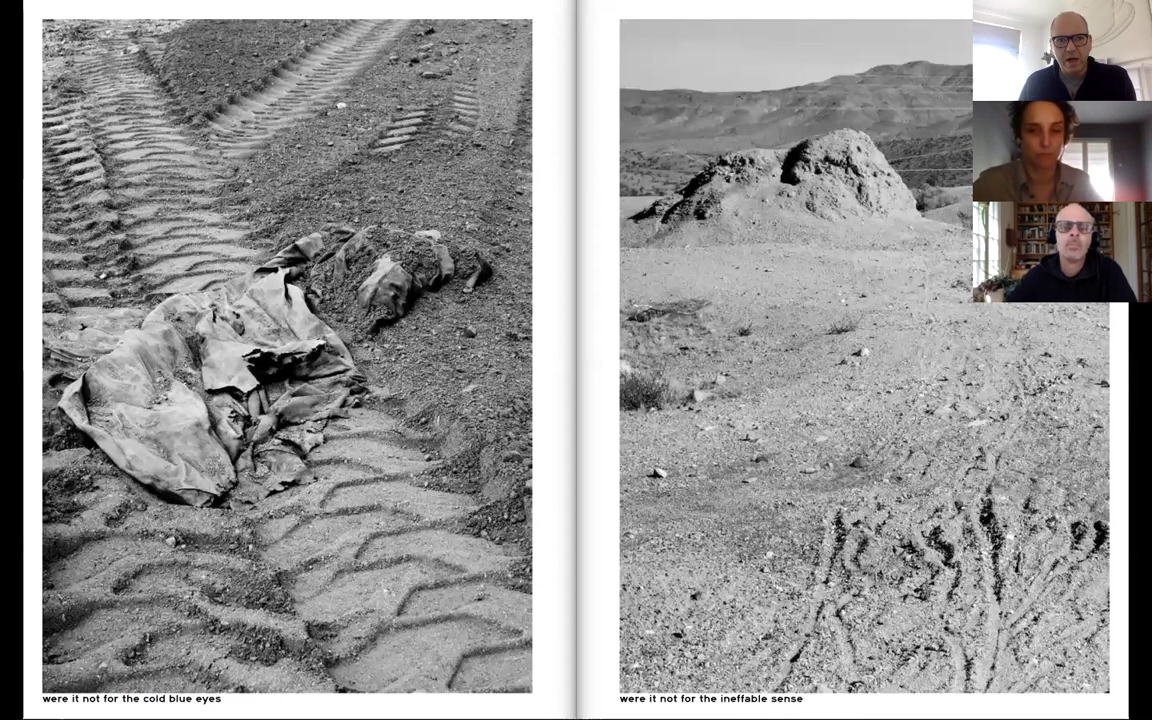 were it not for the cold blue eyes
were it not for the ineffable sense